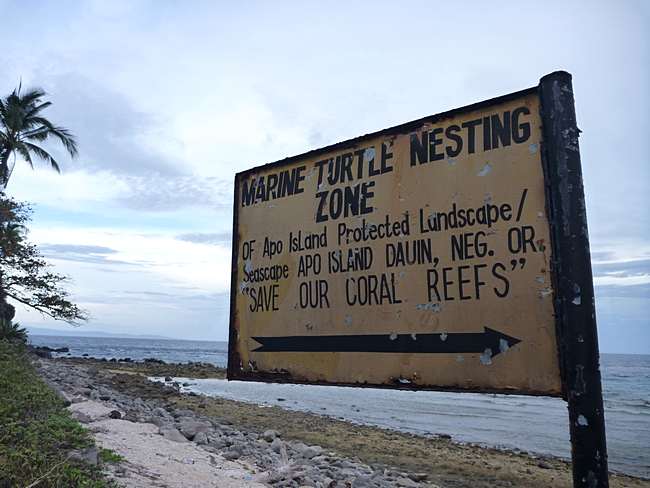 MARINE TURTLE NESTING
ZONE
OF Apo Island Protected Landscape/
Seascape APO ISLAND DAUIN, NEG. OR.
"SAVE OUR CORAL REEFS"